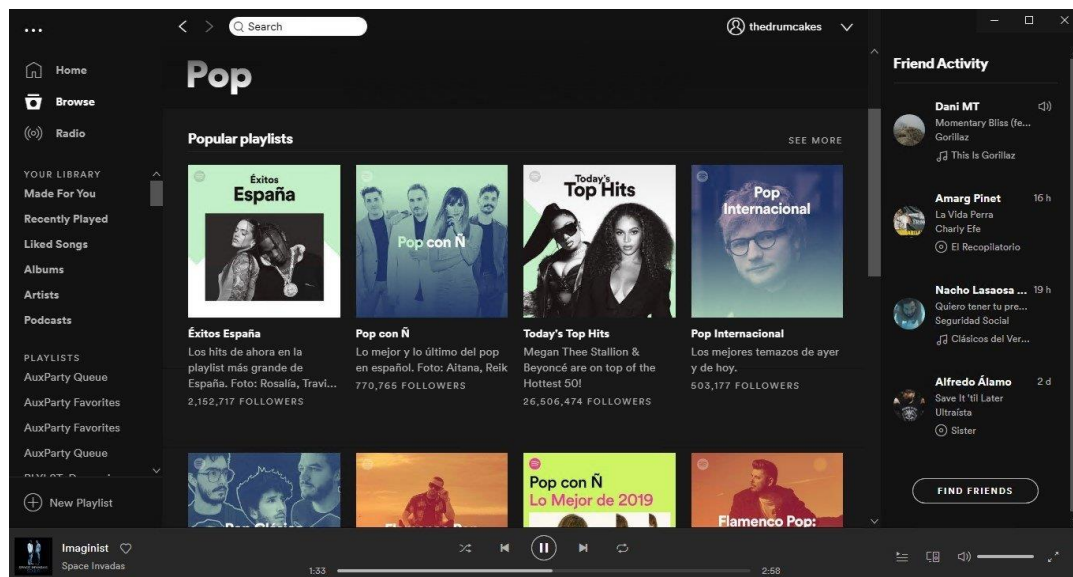 Search
thedrumcakes
Home
Browse
Radio
YOUR LIBRARY
Made For You
Recently Played
Liked Songs
Albums
Artists
Podcasts
PLAYLISTS
AuxParty Queue
AuxParty Favorites
AuxParty Favorites
AuxParty Queue
New Playlist
Pop
Popular playlists
SEE MORE
Éxitos
España
Pop con Ñ
Today's
Top Hits
Pop
Internacional
Éxitos España
Los hits de ahora en la
playlist más grande de
España. Foto: Rosalía, Travi...
2,152,717 FOLLOWERS
Pop con Ñ
Lo mejor y lo último del pop
en español. Foto: Aitana, Reik
770,765 FOLLOWERS
Today's Top Hits
Megan Thee Stallion &
Beyoncé are on top of the
Hottest 50!
26,506,474 FOLLOWERS
Pop Internacional
Los mejores temazos de ayer
y de hoy.
503,177 FOLLOWERS
Pop con Ñ
Lo Mejor de 2019
Flamenco Pop:
Friend Activity
Dani MT
Momentary Bliss (fe...
Gorillaz
This Is Gorillaz
Amarg Pinet 16 h
La Vida Perra
Charly Efe
El Recopilatorio
Nacho Lasaosa ... 19 h
Quiero tener tu pre...
Seguridad Social
Clásicos del Ver...
Alfredo Álamo 2 d
Save It 'til Later
Ultraísta
Sister
FIND FRIENDS
Imaginist
Space Invadas
1:33
2:58